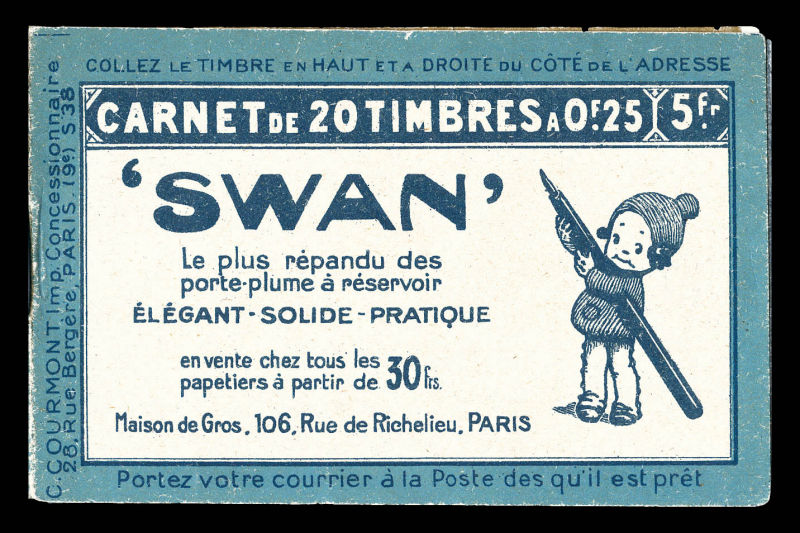 COLLEZ LE TIMBRE EN HAUT ET A DROITE DU CÔTÉ DE L'ADRESSE
CARNET DE 20 TIMBRES A 0F.25 5fr.
'SWAN'
Le plus répandu des
porte-plume à réservoir
ÉLÉGANT - SOLIDE - PRATIQUE
en vente chez tous les
papetiers à partir de 30frs.
Maison de Gros, 106, Rue de Richelieu, PARIS
Portez votre courrier à la Poste des qu'il est prêt
C. COURMONT Imp. Concessionnaire
28, Rue Bergère, PARIS (9e) S 38